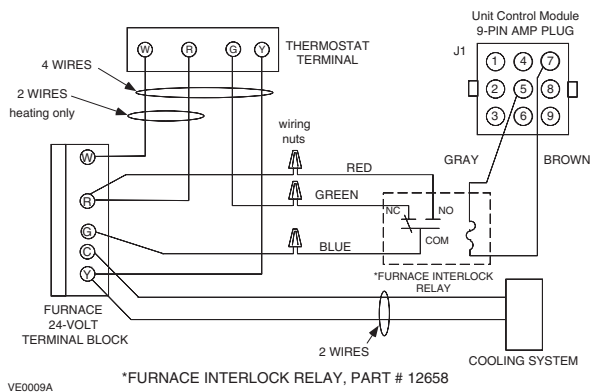 Unit Control Module
9-PIN AMP PLUG
J1
1 4 7
2 5 8
3 6 9
W R G Y
THERMOSTAT
TERMINAL
4 WIRES
2 WIRES
heating only
wiring
nuts
GRAY
BROWN
RED
GREEN
BLUE
NC
NO
COM
*FURNACE INTERLOCK
RELAY
W
R
G
C
Y
FURNACE
24-VOLT
TERMINAL BLOCK
2 WIRES
COOLING SYSTEM
*FURNACE INTERLOCK RELAY, PART # 12658
VE0009A